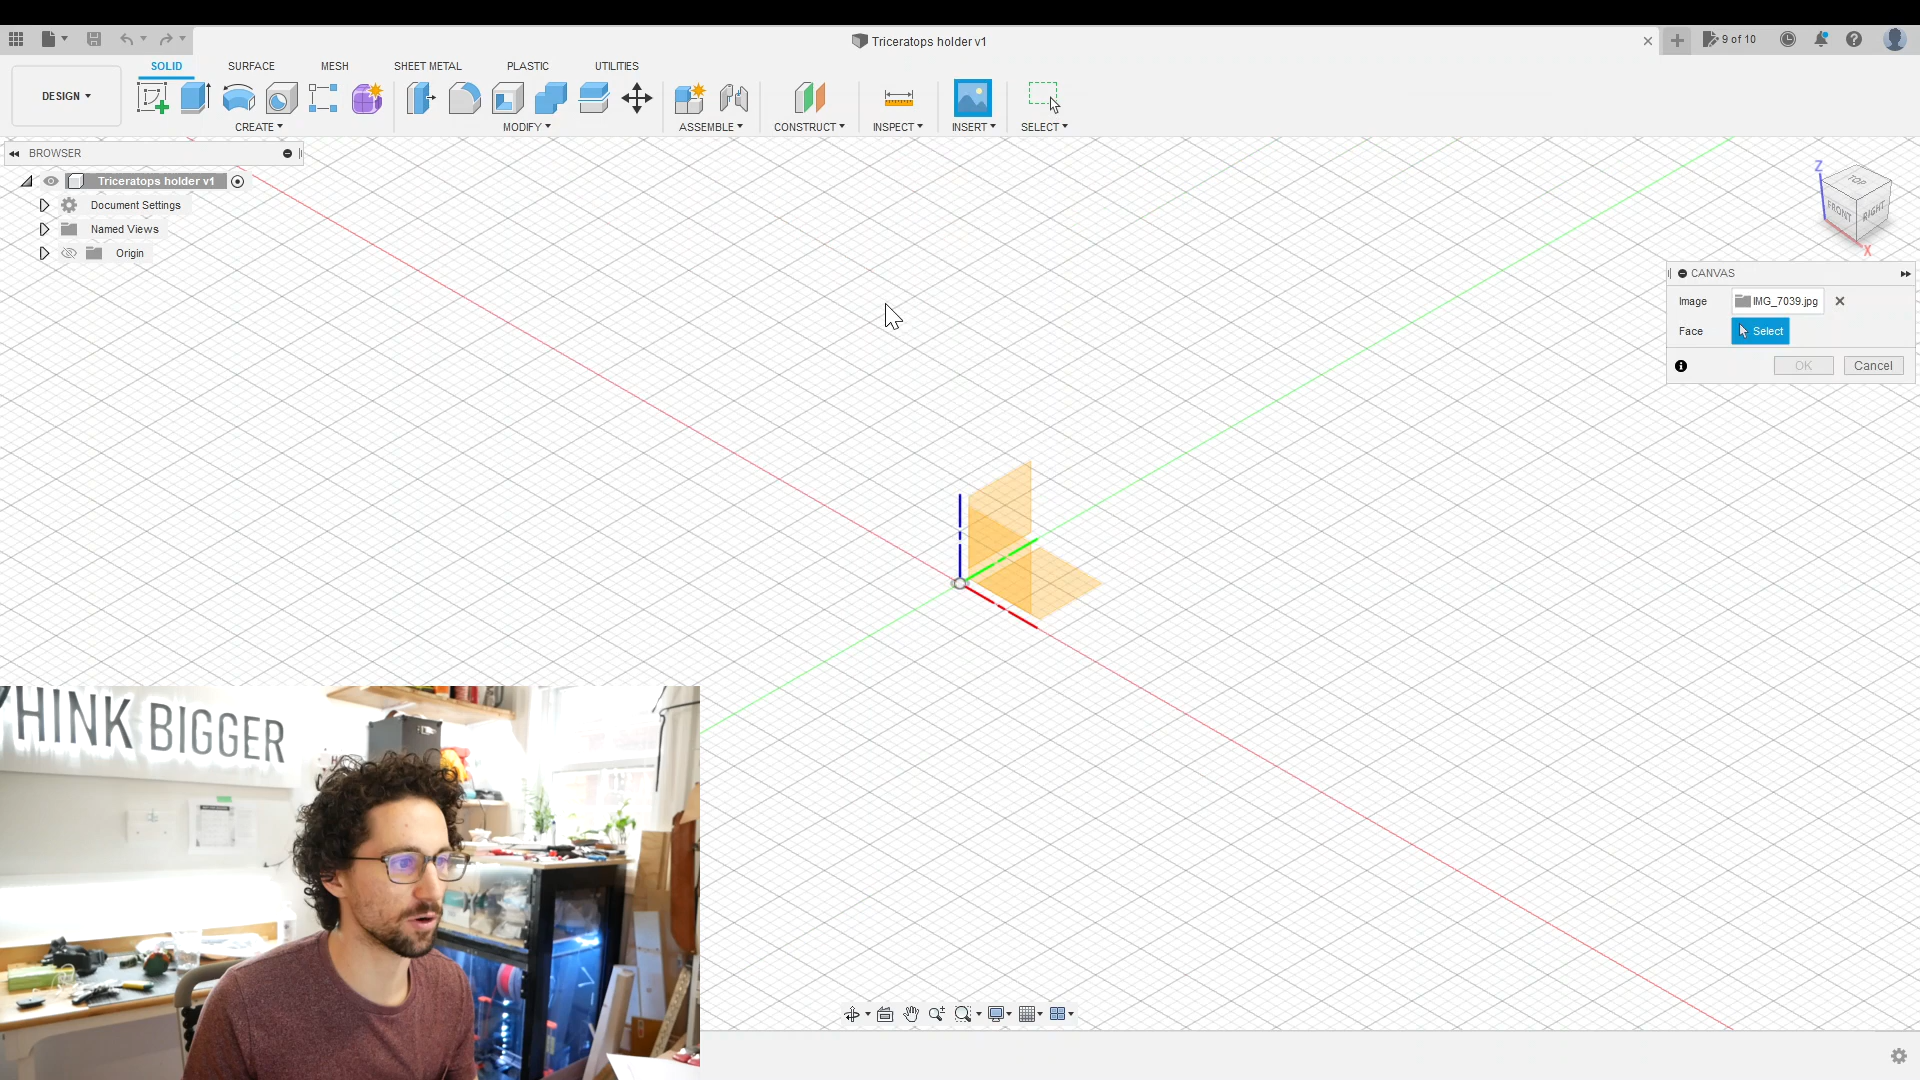 Triceratops holder v1
9 of 10
DESIGN
SOLID
SURFACE
MESH
SHEET METAL
PLASTIC
UTILITIES
CREATE
MODIFY
ASSEMBLE
CONSTRUCT
INSPECT
INSERT
SELECT
BROWSER
Triceratops holder v1
Document Settings
Named Views
Origin
Z
TOP
FRONT
RIGHT
X
CANVAS
Image
IMG_7039.jpg
Face
Select
OK
Cancel
THINK BIGGER